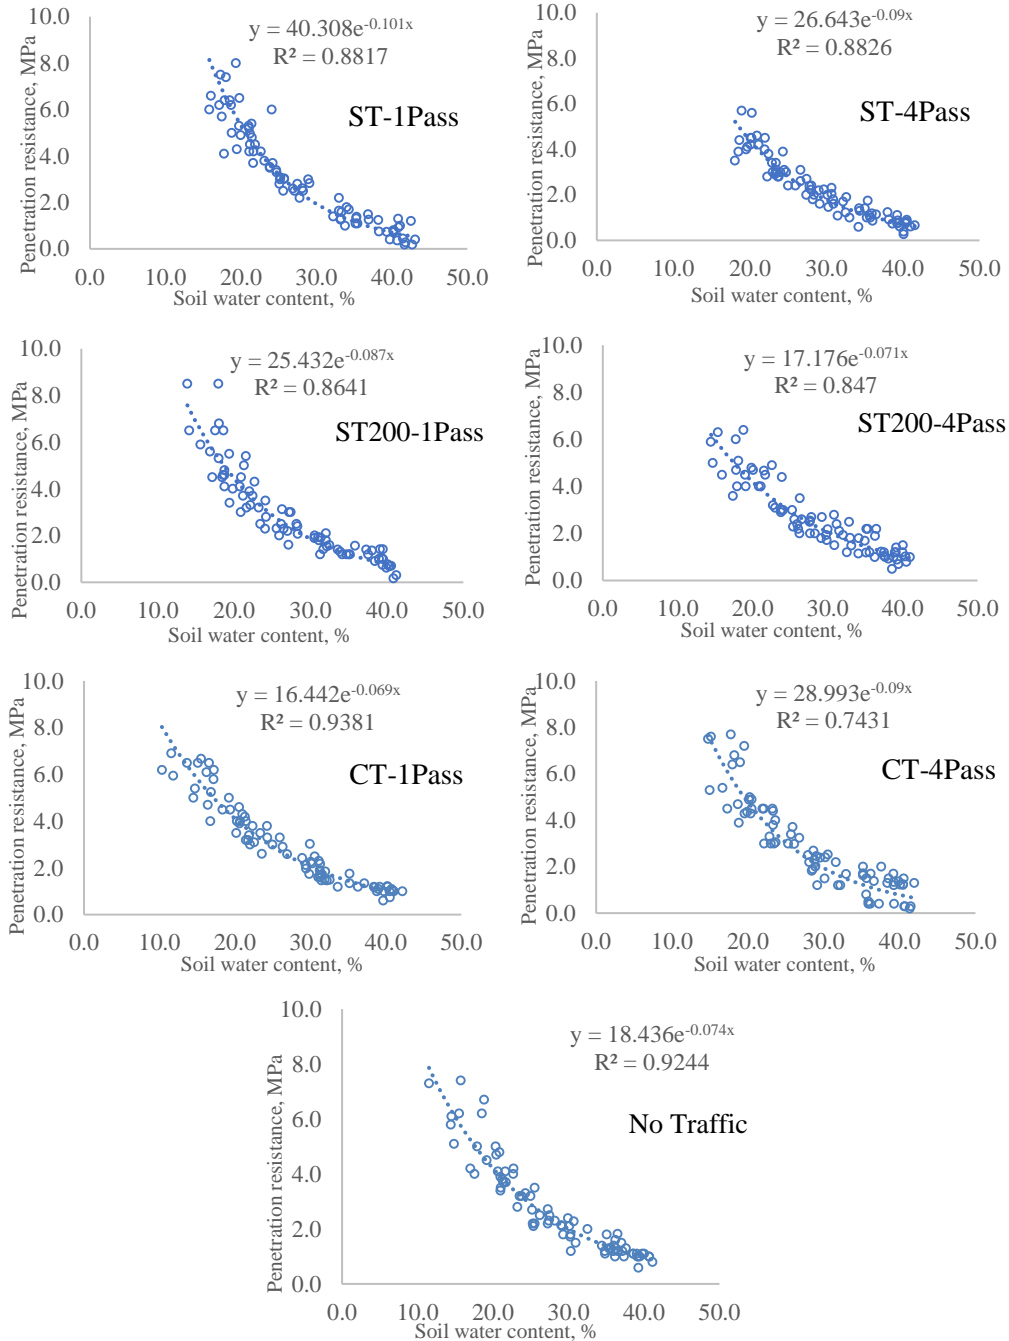 y = 40.308e^-0.101x
R² = 0.8817
ST-1Pass
Penetration resistance, MPa
10.0
8.0
6.0
4.0
2.0
0.0
0.0 10.0 20.0 30.0 40.0 50.0
Soil water content, %
y = 26.643e^-0.09x
R² = 0.8826
ST-4Pass
Penetration resistance, MPa
10.0
8.0
6.0
4.0
2.0
0.0
0.0 10.0 20.0 30.0 40.0 50.0
Soil water content, %
y = 25.432e^-0.087x
R² = 0.8641
ST200-1Pass
Penetration resistance, MPa
10.0
8.0
6.0
4.0
2.0
0.0
0.0 10.0 20.0 30.0 40.0 50.0
Soil water content, %
y = 17.176e^-0.071x
R² = 0.847
ST200-4Pass
Penetration resistance, MPa
10.0
8.0
6.0
4.0
2.0
0.0
0.0 10.0 20.0 30.0 40.0 50.0
Soil water content, %
y = 16.442e^-0.069x
R² = 0.9381
CT-1Pass
Penetration resistance, MPa
10.0
8.0
6.0
4.0
2.0
0.0
0.0 10.0 20.0 30.0 40.0 50.0
Soil water content, %
y = 28.993e^-0.09x
R² = 0.7431
CT-4Pass
Penetration resistance, MPa
10.0
8.0
6.0
4.0
2.0
0.0
0.0 10.0 20.0 30.0 40.0 50.0
Soil water content, %
y = 18.436e^-0.074x
R² = 0.9244
No Traffic
Penetration resistance, MPa
10.0
8.0
6.0
4.0
2.0
0.0
0.0 10.0 20.0 30.0 40.0 50.0
Soil water content, %